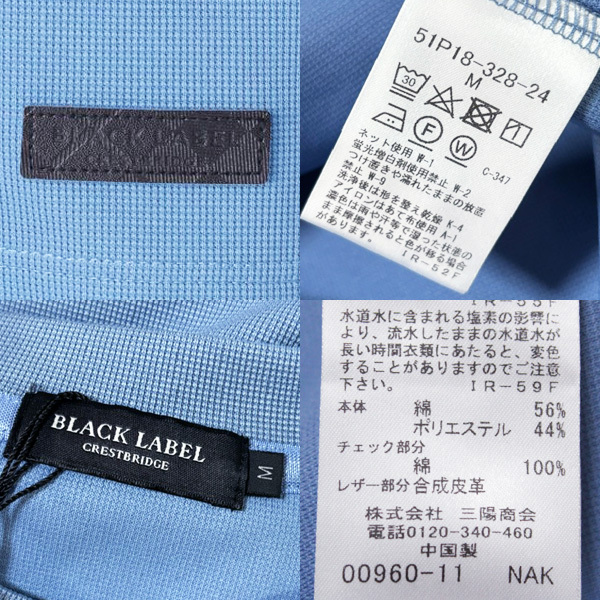 BLACK LABEL
51P18-328-24
M
30
F
W
C-347
ネット使用 W-1
蛍光増白剤使用禁止 W-2
つけ置きや濡れたままの放置
禁止 W-9
洗浄後は形を整え乾燥 K-4
アイロンはあて布使用 A-1
濃色は雨や汗等で湿った状態の
まま摩擦されると色が移る場合
IR-52F
BLACK LABEL
CRESTBRIDGE
M
IR-55F
水道水に含まれる塩素の影響に
より、流水したままの水道水が
長い時間衣類にあたると、変色
することがありますのでご注意
下さい。 IR-59F
本体 綿 56%
ポリエステル 44%
チェック部分
綿 100%
レザー部分 合成皮革
株式会社 三陽商会
電話0120-340-460
中国製
00960-11 NAK